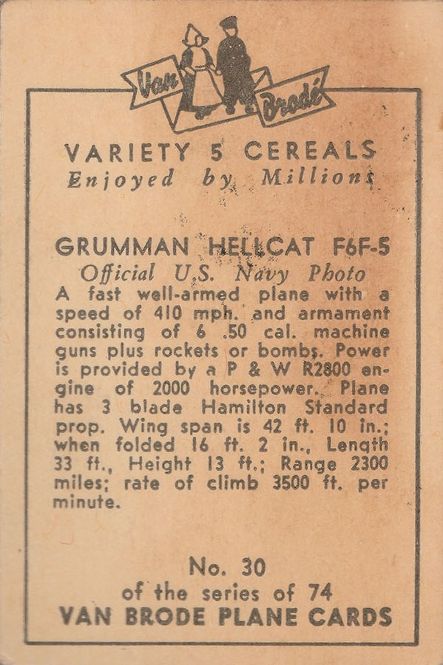 Van Brodé
VARIETY 5 CEREALS
Enjoyed by Millions
GRUMMAN HELLCAT F6F-5
Official U.S. Navy Photo
A fast well-armed plane with a
speed of 410 mph. and armament
consisting of 6 .50 cal. machine
guns plus rockets or bombs. Power
is provided by a P & W R2800 en-
gine of 2000 horsepower. Plane
has 3 blade Hamilton Standard
prop. Wing span is 42 ft. 10 in.;
when folded 16 ft. 2 in., Length
33 ft., Height 13 ft.; Range 2300
miles; rate of climb 3500 ft. per
minute.
No. 30
of the series of 74
VAN BRODE PLANE CARDS